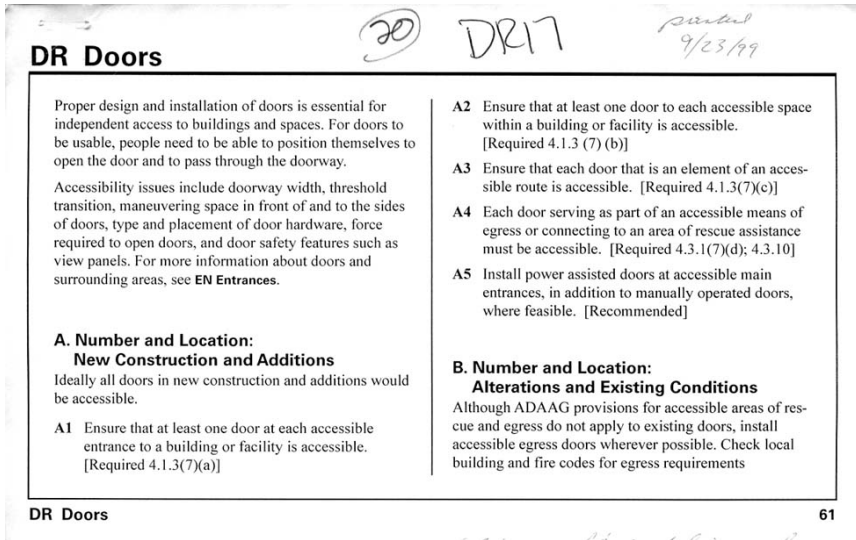 20
DR17
printed
9/23/99
DR Doors
Proper design and installation of doors is essential for
independent access to buildings and spaces. For doors to
be usable, people need to be able to position themselves to
open the door and to pass through the doorway.
Accessibility issues include doorway width, threshold
transition, maneuvering space in front of and to the sides
of doors, type and placement of door hardware, force
required to open doors, and door safety features such as
view panels. For more information about doors and
surrounding areas, see EN Entrances.
A. Number and Location:
New Construction and Additions
Ideally all doors in new construction and additions would
be accessible.
A1 Ensure that at least one door at each accessible
entrance to a building or facility is accessible.
[Required 4.1.3(7)(a)]
A2 Ensure that at least one door to each accessible space
within a building or facility is accessible.
[Required 4.1.3 (7) (b)]
A3 Ensure that each door that is an element of an acces-
sible route is accessible. [Required 4.1.3(7)(c)]
A4 Each door serving as part of an accessible means of
egress or connecting to an area of rescue assistance
must be accessible. [Required 4.3.1(7)(d); 4.3.10]
A5 Install power assisted doors at accessible main
entrances, in addition to manually operated doors,
where feasible. [Recommended]
B. Number and Location:
Alterations and Existing Conditions
Although ADAAG provisions for accessible areas of res-
cue and egress do not apply to existing doors, install
accessible egress doors wherever possible. Check local
building and fire codes for egress requirements
DR Doors
61